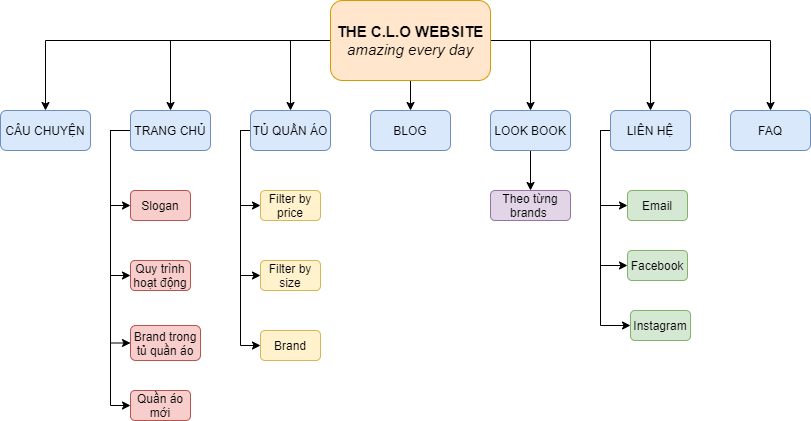 THE C.L.O WEBSITE
amazing every day
CÂU CHUYỆN
TRANG CHỦ
TỦ QUẦN ÁO
BLOG
LOOK BOOK
LIÊN HỆ
FAQ
Slogan
Quy trình
hoạt động
Brand trong
tủ quần áo
Quần áo
mới
Filter by
price
Filter by
size
Brand
Theo từng
brands
Email
Facebook
Instagram